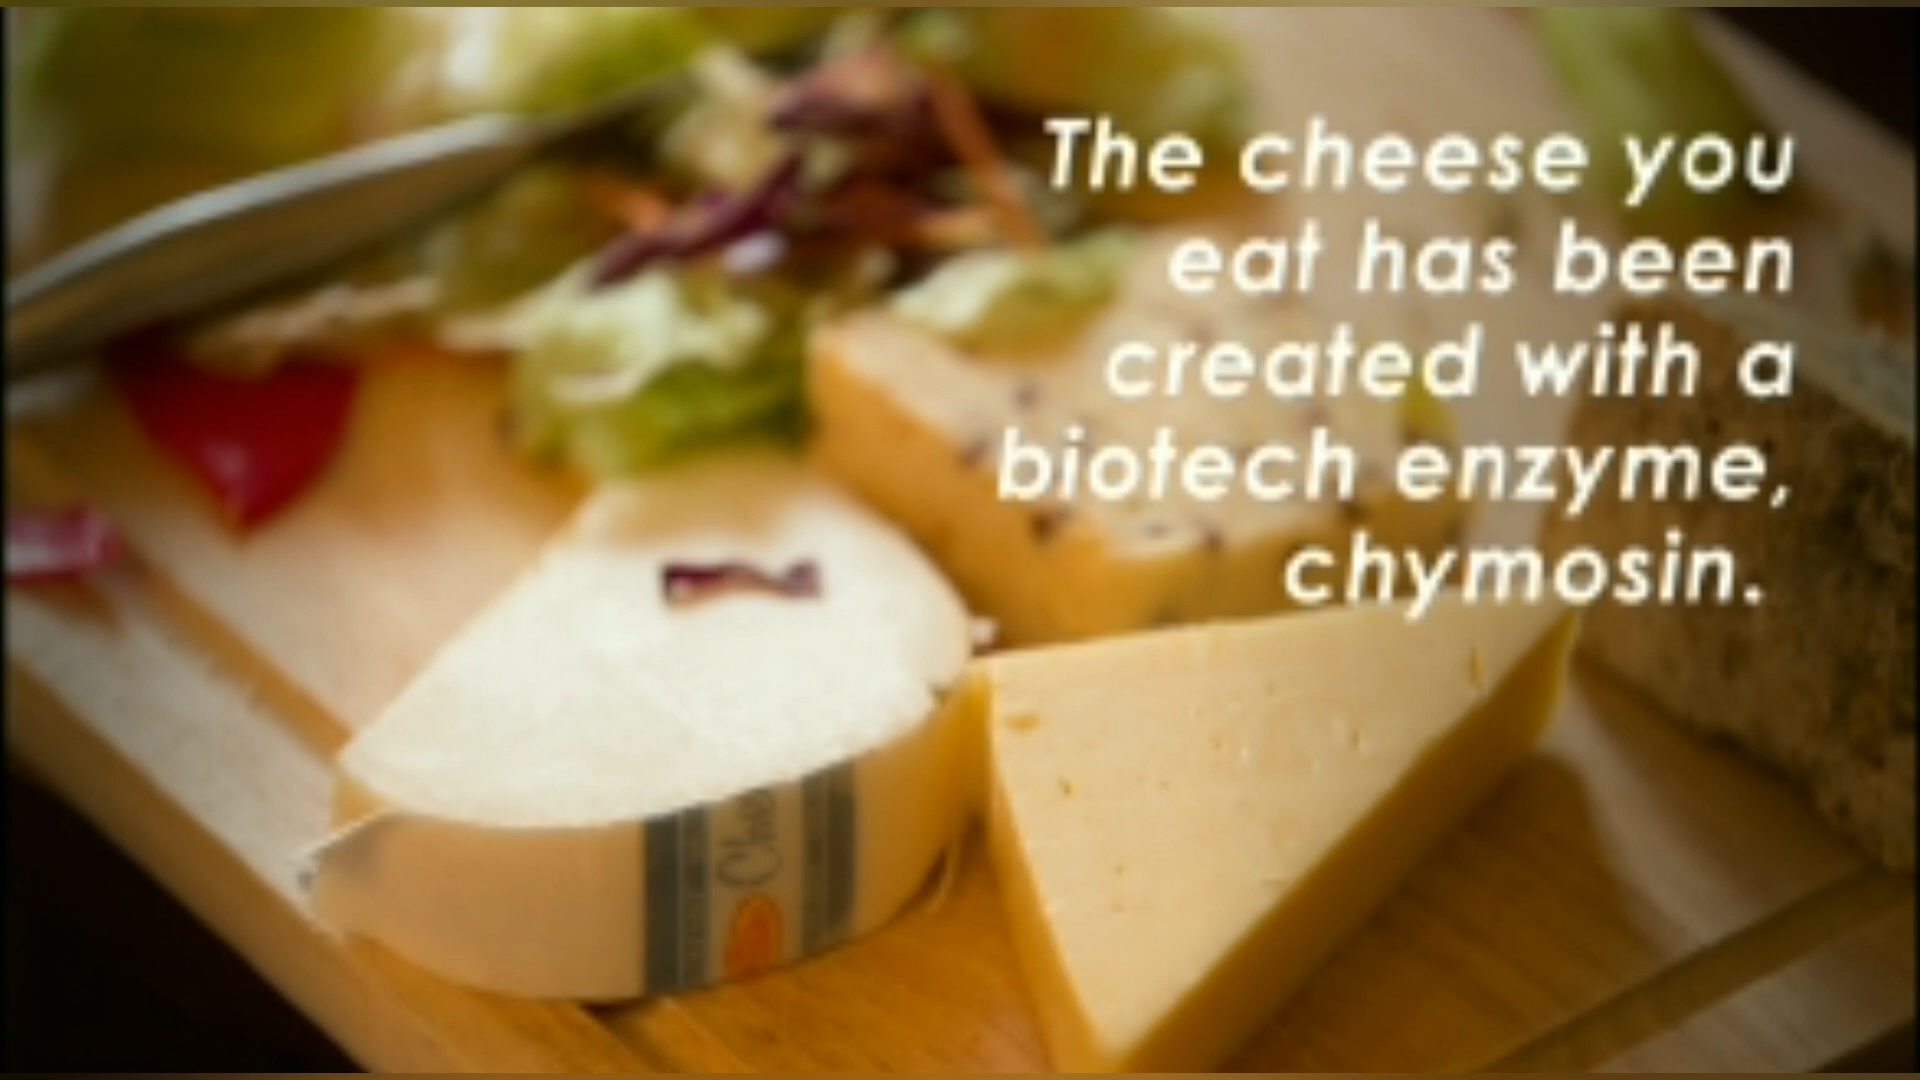 The cheese you
eat has been
created with a
biotech enzyme,
chymosin.